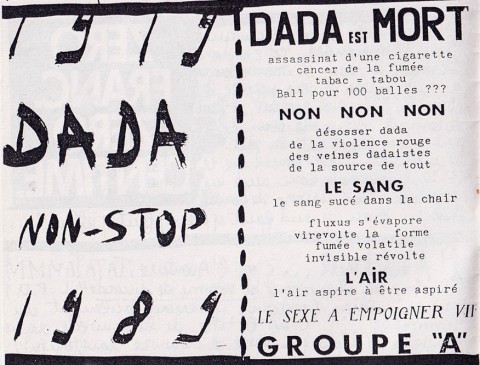 1919
DADA
NON-STOP
1989
DADA EST MORT
assassinat d'une cigarette
cancer de la fumée
tabac = tabou
Ball pour 100 balles ???
NON NON NON
désosser dada
de la violence rouge
des veines dadaistes
de la source de tout
LE SANG
le sang sucé dans la chair
fluxus s'évapore
virevolte la forme
fumée volatile
invisible révolte
L'AIR
l'air aspire à être aspiré
LE SEXE A EMPOIGNER VIF
GROUPE "A"